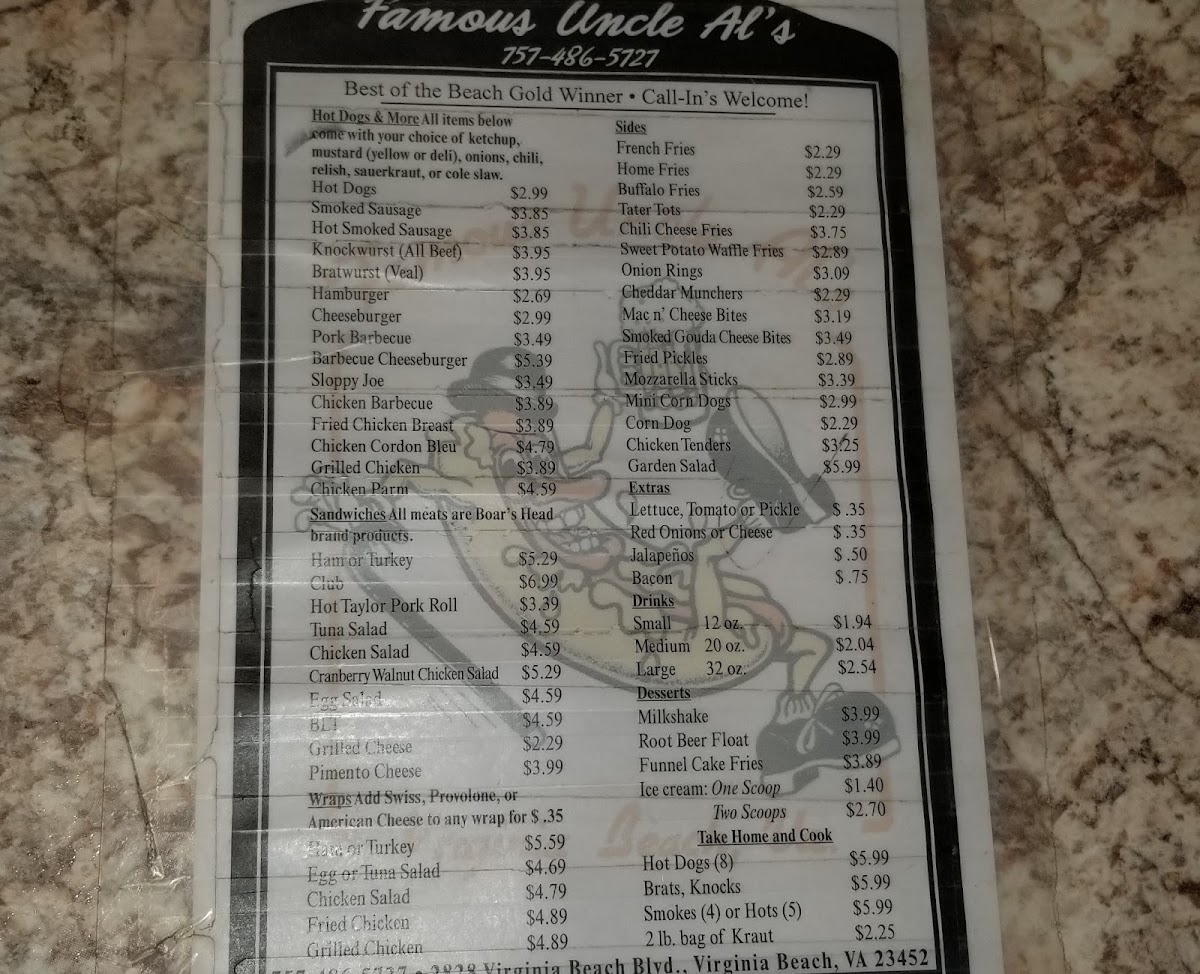 Famous Uncle Al's
757-486-5727
Best of the Beach Gold Winner • Call-In's Welcome!
Hot Dogs & More All items below
come with your choice of ketchup,
mustard (yellow or deli), onions, chili,
relish, sauerkraut, or cole slaw.
Hot Dogs $2.99
Smoked Sausage $3.85
Hot Smoked Sausage $3.85
Knockwurst (All Beef) $3.95
Bratwurst (Veal) $3.95
Hamburger $2.69
Cheeseburger $2.99
Pork Barbecue $3.49
Barbecue Cheeseburger $5.39
Sloppy Joe $3.49
Chicken Barbecue $3.89
Fried Chicken Breast $3.89
Chicken Cordon Bleu $4.79
Grilled Chicken $3.89
Chicken Parm $4.59
Sandwiches All meats are Boar's Head
brand products.
Ham or Turkey $5.29
Club $6.99
Hot Taylor Pork Roll $3.39
Tuna Salad $4.59
Chicken Salad $4.59
Cranberry Walnut Chicken Salad $5.29
Egg Salad $4.59
BLT $4.59
Grilled Cheese $2.29
Pimento Cheese $3.99
Wraps Add Swiss, Provolone, or
American Cheese to any wrap for $ .35
Ham or Turkey $5.59
Egg or Tuna Salad $4.69
Chicken Salad $4.79
Fried Chicken $4.89
Grilled Chicken $4.89
Sides
French Fries $2.29
Home Fries $2.29
Buffalo Fries $2.59
Tater Tots $2.29
Chili Cheese Fries $3.75
Sweet Potato Waffle Fries $2.89
Onion Rings $3.09
Cheddar Munchers $2.29
Mac n' Cheese Bites $3.19
Smoked Gouda Cheese Bites $3.49
Fried Pickles $2.89
Mozzarella Sticks $3.39
Mini Corn Dogs $2.99
Corn Dog $2.29
Chicken Tenders $3.25
Garden Salad $5.99
Extras
Lettuce, Tomato or Pickle $ .35
Red Onions or Cheese $ .35
Jalapeños $ .50
Bacon $ .75
Drinks
Small 12 oz. $1.94
Medium 20 oz. $2.04
Large 32 oz. $2.54
Desserts
Milkshake $3.99
Root Beer Float $3.99
Funnel Cake Fries $3.89
Ice cream: One Scoop $1.40
Two Scoops $2.70
Take Home and Cook
Hot Dogs (8) $5.99
Brats, Knocks $5.99
Smokes (4) or Hots (5) $5.99
2 lb. bag of Kraut $2.25
757-486-5727 • 2828 Virginia Beach Blvd., Virginia Beach, VA 23452